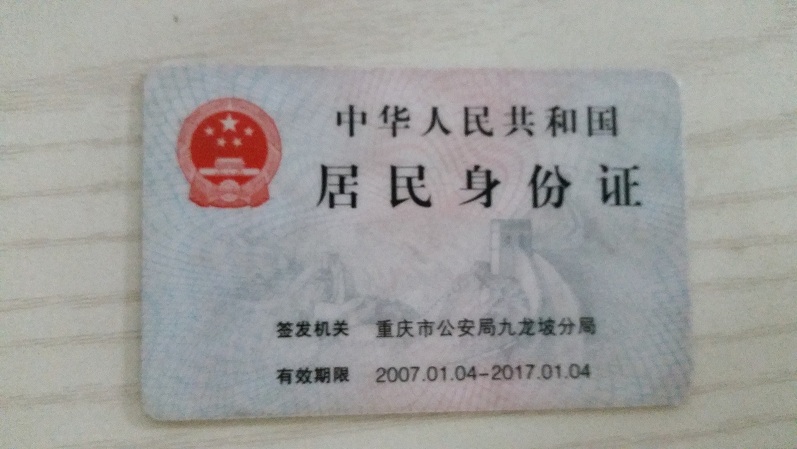 中华人民共和国
居民身份证
签发机关 重庆市公安局九龙坡分局
有效期限 2007.01.04-2017.01.04